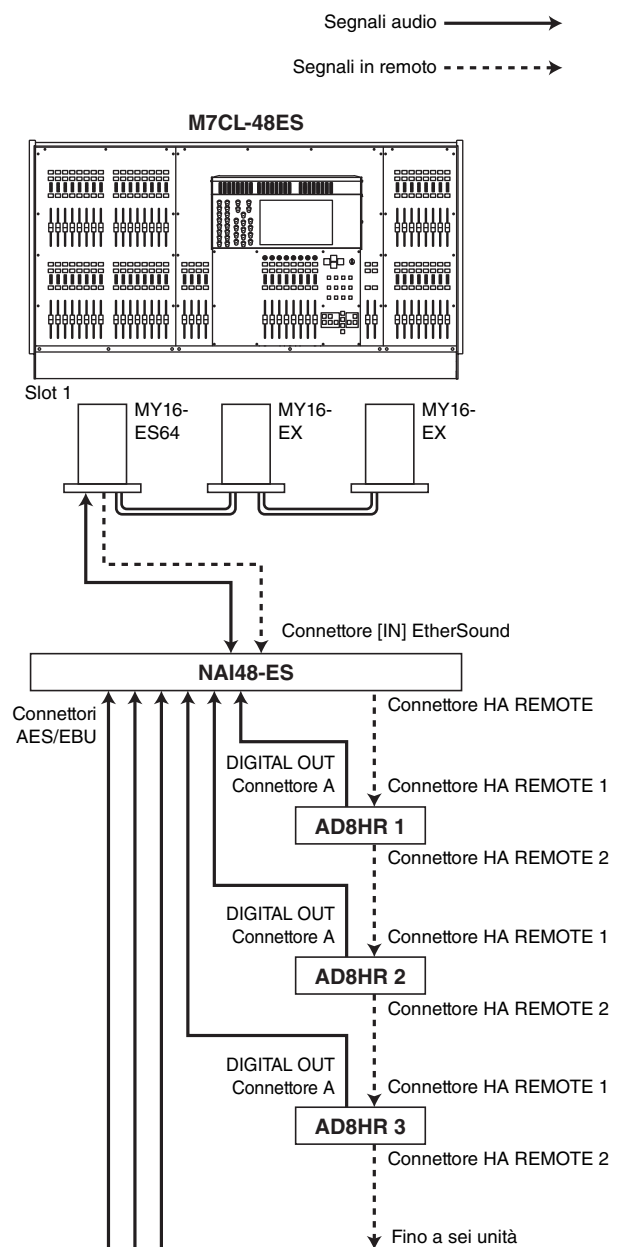 Segnali audio
Segnali in remoto
M7CL-48ES
Slot 1
MY16-
ES64
MY16-
EX
MY16-
EX
Connettore [IN] EtherSound
NAI48-ES
Connettori
AES/EBU
Connettore HA REMOTE
DIGITAL OUT
Connettore A
Connettore HA REMOTE 1
AD8HR 1
Connettore HA REMOTE 2
DIGITAL OUT
Connettore A
Connettore HA REMOTE 1
AD8HR 2
Connettore HA REMOTE 2
DIGITAL OUT
Connettore A
Connettore HA REMOTE 1
AD8HR 3
Connettore HA REMOTE 2
Fino a sei unità